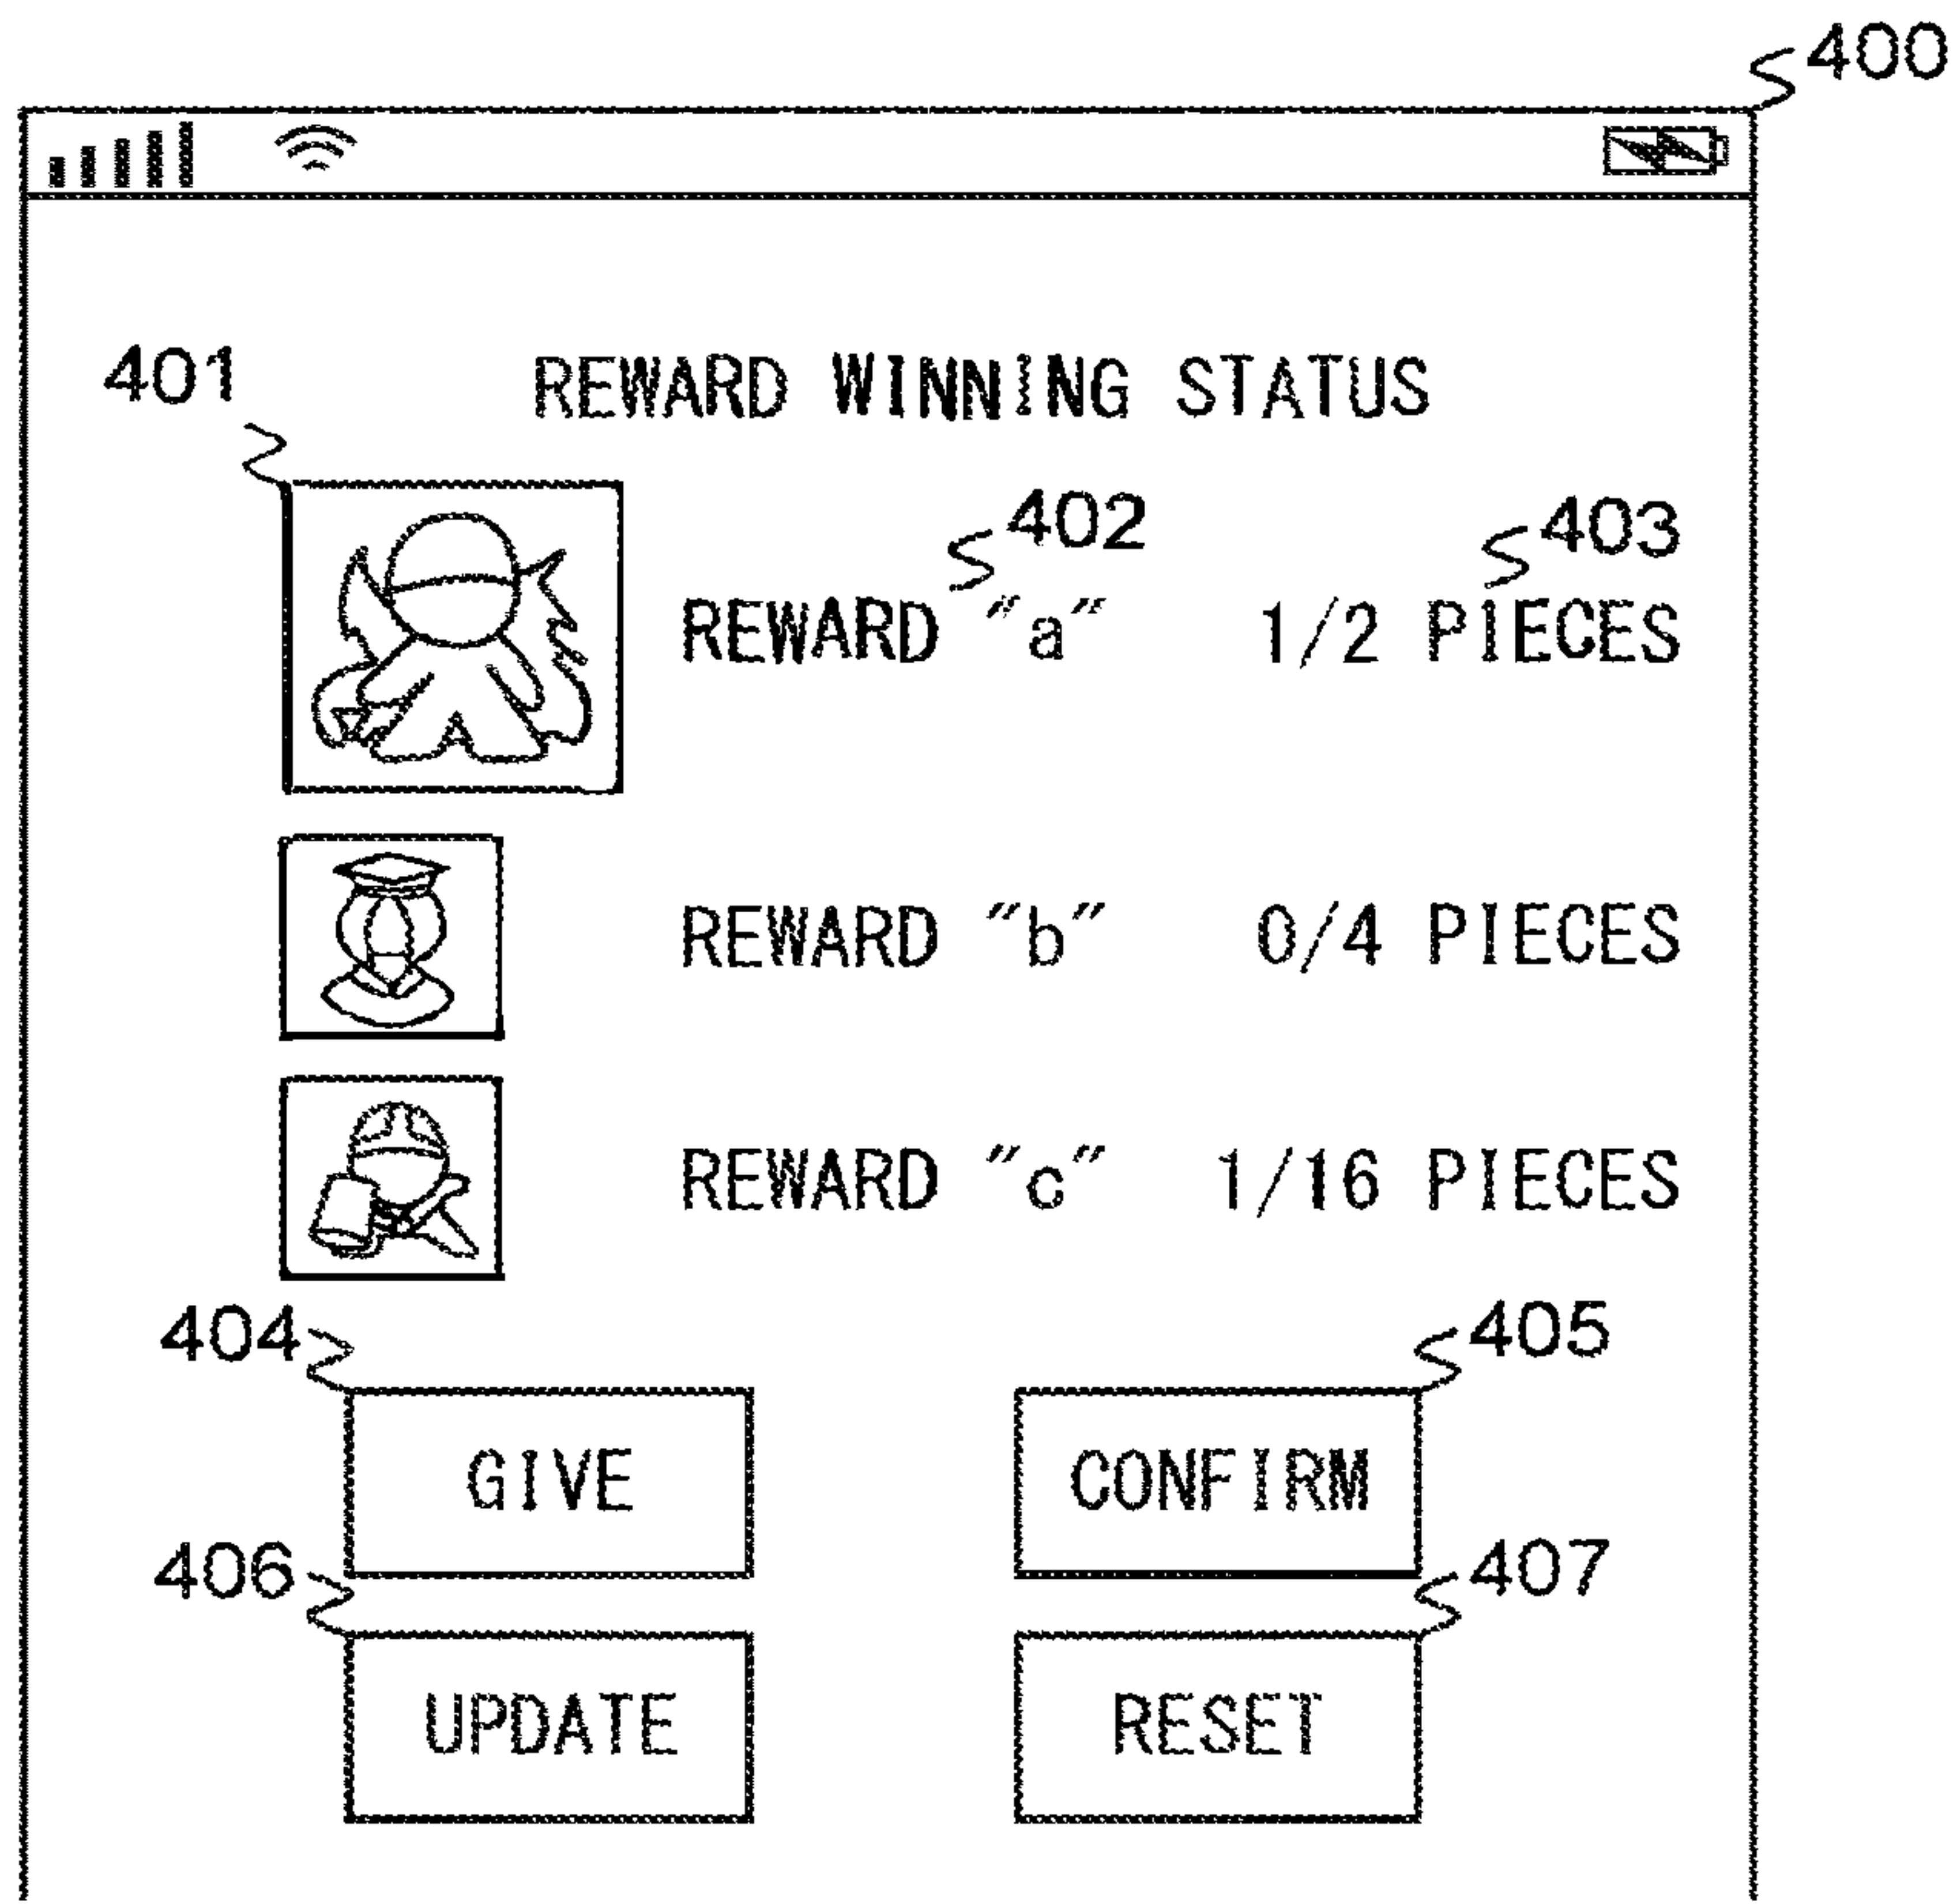 400
401
REWARD WINNING STATUS
402
403
REWARD "a" 1/2 PIECES
REWARD "b" 0/4 PIECES
REWARD "c" 1/16 PIECES
404
405
GIVE
CONFIRM
406
407
UPDATE
RESET